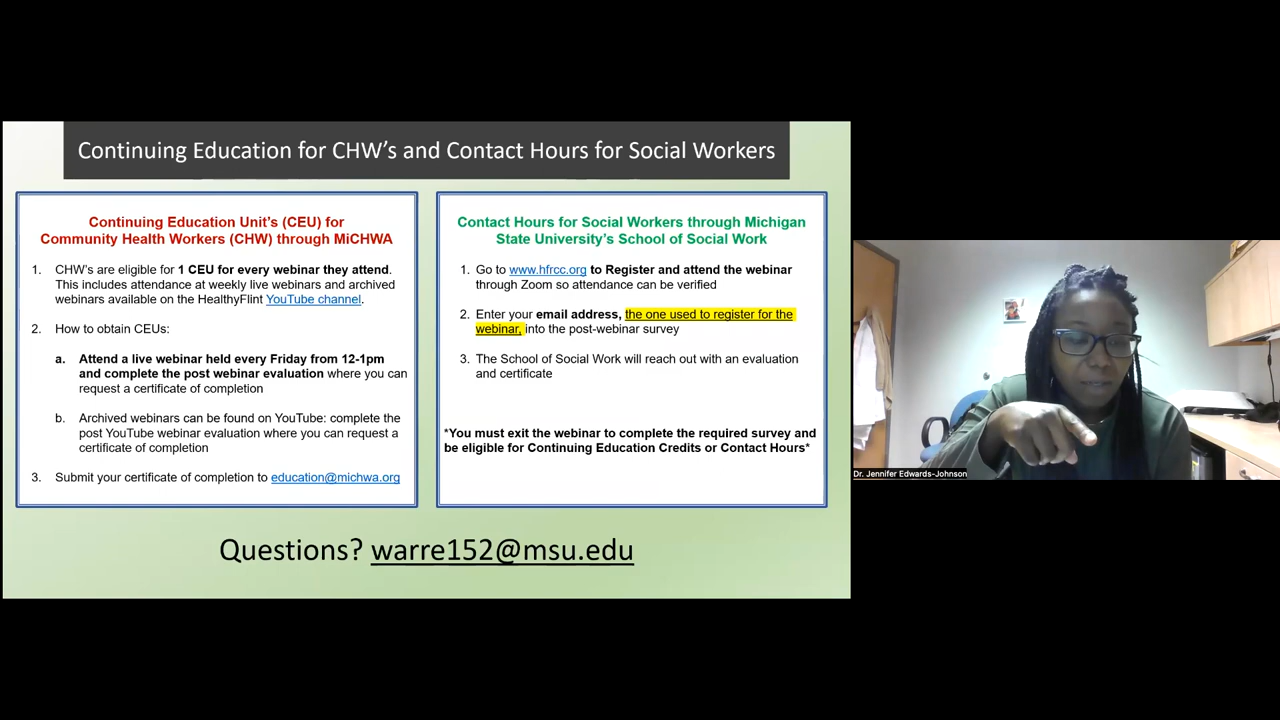 Continuing Education for CHW's and Contact Hours for Social Workers
Continuing Education Unit's (CEU) for
Community Health Workers (CHW) through MiCHWA
1. CHW's are eligible for 1 CEU for every webinar they attend.
This includes attendance at weekly live webinars and archived
webinars available on the HealthyFlint YouTube channel.
2. How to obtain CEUs:
a. Attend a live webinar held every Friday from 12-1pm
and complete the post webinar evaluation where you can
request a certificate of completion
b. Archived webinars can be found on YouTube: complete the
post YouTube webinar evaluation where you can request a
certificate of completion
3. Submit your certificate of completion to education@michwa.org
Contact Hours for Social Workers through Michigan
State University's School of Social Work
1. Go to www.hfrcc.org to Register and attend the webinar
through Zoom so attendance can be verified
2. Enter your email address, the one used to register for the
webinar, into the post-webinar survey
3. The School of Social Work will reach out with an evaluation
and certificate
*You must exit the webinar to complete the required survey and
be eligible for Continuing Education Credits or Contact Hours*
Questions? warre152@msu.edu
Dr. Jennifer Edwards-Johnson